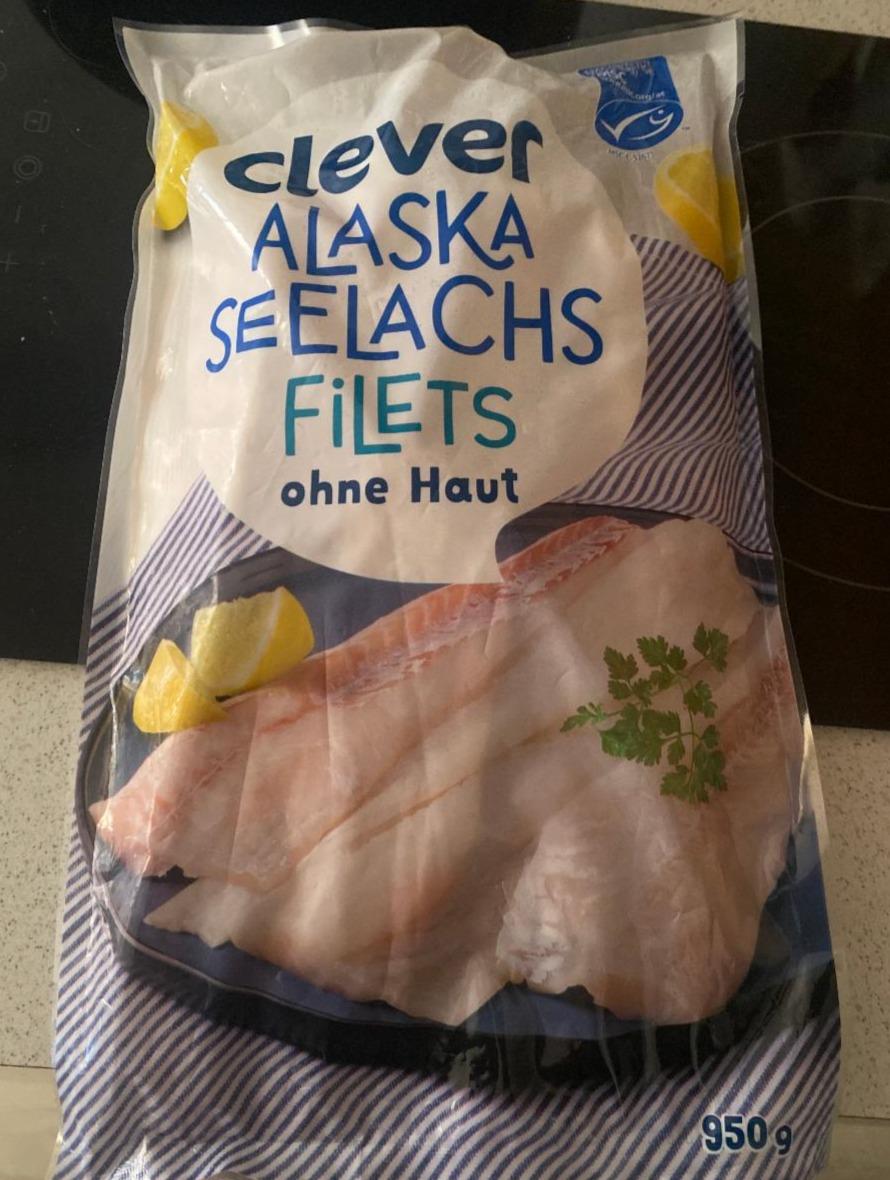 clever
ALASKA
SEELACHS
FiLETS
ohne Haut
950 g